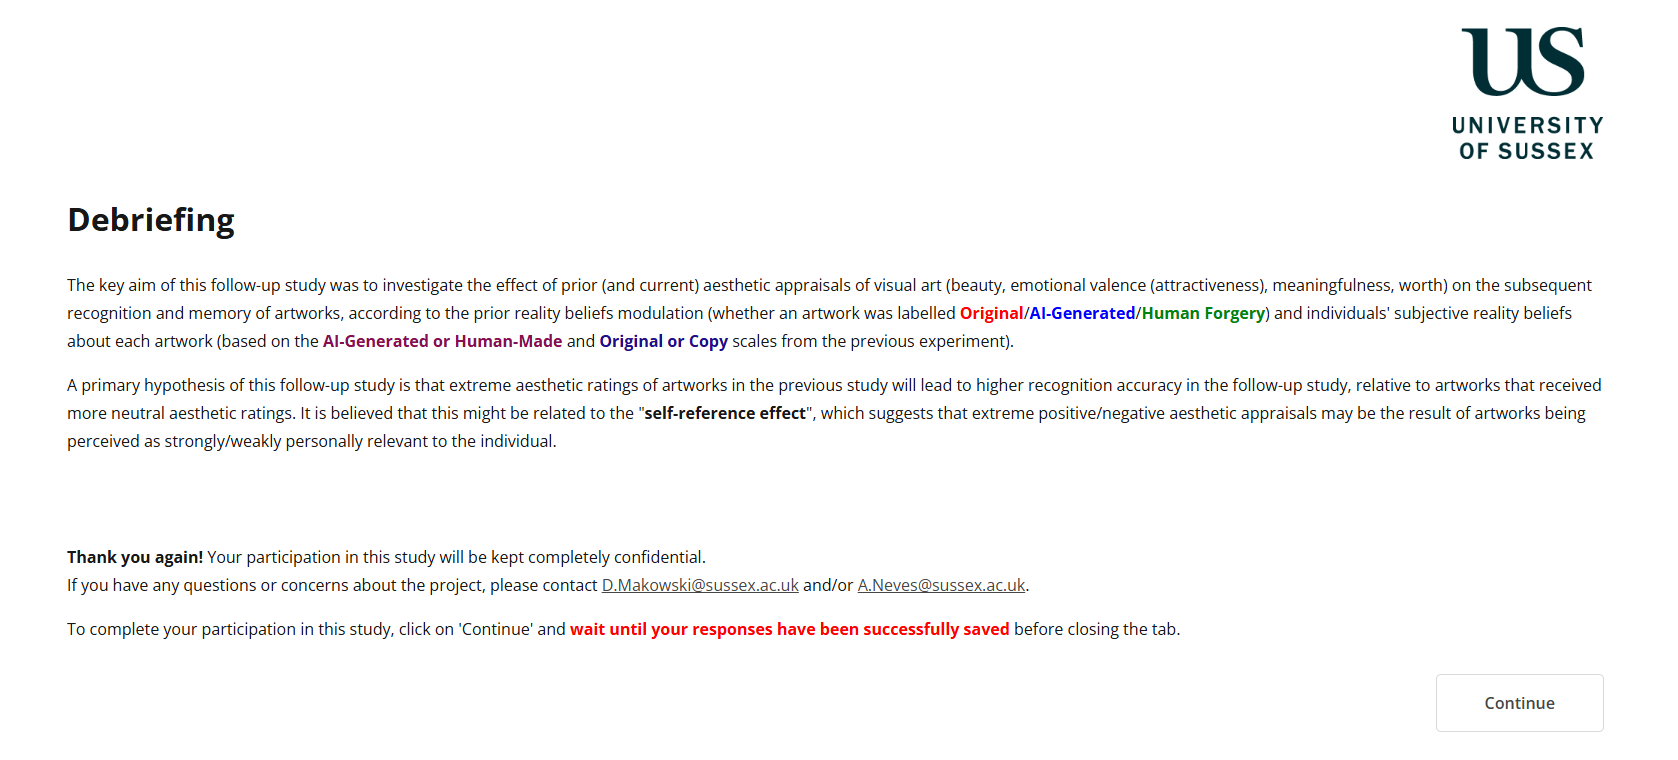 US
UNIVERSITY
OF SUSSEX
Debriefing
The key aim of this follow-up study was to investigate the effect of prior (and current) aesthetic appraisals of visual art (beauty, emotional valence (attractiveness), meaningfulness, worth) on the subsequent
recognition and memory of artworks, according to the prior reality beliefs modulation (whether an artwork was labelled Original/AI-Generated/Human Forgery) and individuals' subjective reality beliefs
about each artwork (based on the AI-Generated or Human-Made and Original or Copy scales from the previous experiment).
A primary hypothesis of this follow-up study is that extreme aesthetic ratings of artworks in the previous study will lead to higher recognition accuracy in the follow-up study, relative to artworks that received
more neutral aesthetic ratings. It is believed that this might be related to the "self-reference effect", which suggests that extreme positive/negative aesthetic appraisals may be the result of artworks being
perceived as strongly/weakly personally relevant to the individual.
Thank you again! Your participation in this study will be kept completely confidential.
If you have any questions or concerns about the project, please contact D.Makowski@sussex.ac.uk and/or A.Neves@sussex.ac.uk.
To complete your participation in this study, click on 'Continue' and wait until your responses have been successfully saved before closing the tab.
Continue